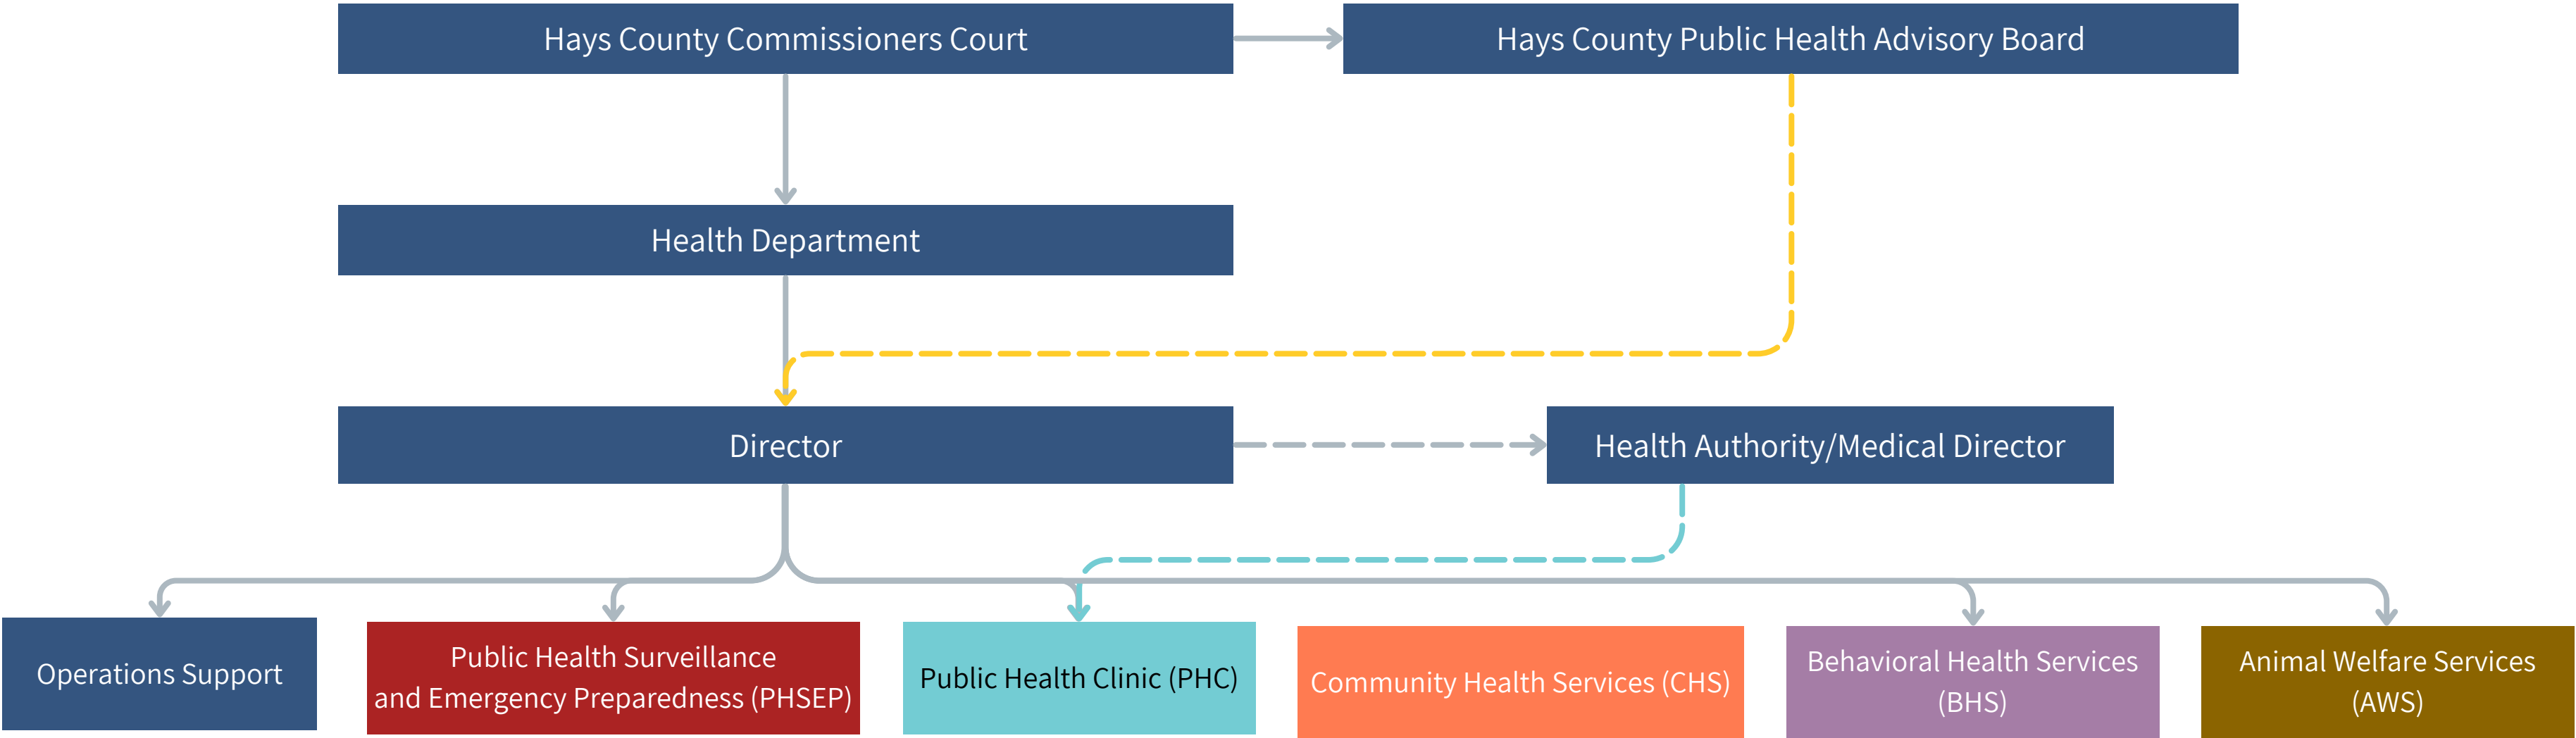 Hays County Commissioners Court
Hays County Public Health Advisory Board
Health Department
Director
Health Authority/Medical Director
Operations Support
Public Health Surveillance
and Emergency Preparedness (PHSEP)
Public Health Clinic (PHC)
Community Health Services (CHS)
Behavioral Health Services
(BHS)
Animal Welfare Services
(AWS)